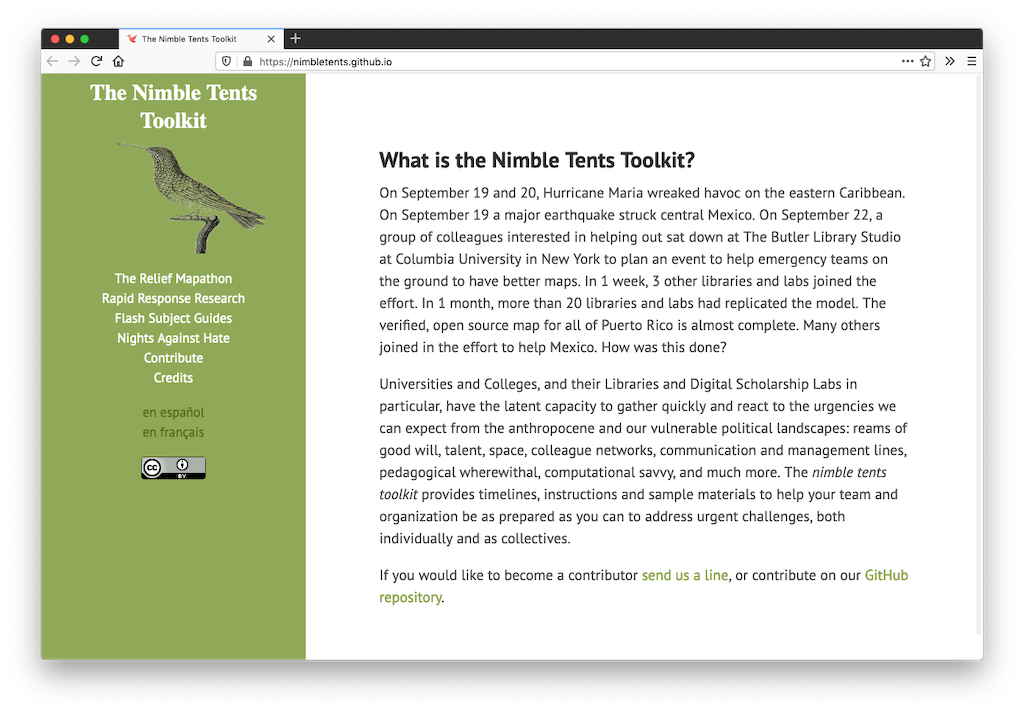 The Nimble Tents Toolkit
https://nimbletents.github.io
The Nimble Tents
Toolkit
The Relief Mapathon
Rapid Response Research
Flash Subject Guides
Nights Against Hate
Contribute
Credits
en español
en français
cc
BY
What is the Nimble Tents Toolkit?
On September 19 and 20, Hurricane Maria wreaked havoc on the eastern Caribbean.
On September 19 a major earthquake struck central Mexico. On September 22, a
group of colleagues interested in helping out sat down at The Butler Library Studio
at Columbia University in New York to plan an event to help emergency teams on
the ground to have better maps. In 1 week, 3 other libraries and labs joined the
effort. In 1 month, more than 20 libraries and labs had replicated the model. The
verified, open source map for all of Puerto Rico is almost complete. Many others
joined in the effort to help Mexico. How was this done?
Universities and Colleges, and their Libraries and Digital Scholarship Labs in
particular, have the latent capacity to gather quickly and react to the urgencies we
can expect from the anthropocene and our vulnerable political landscapes: reams of
good will, talent, space, colleague networks, communication and management lines,
pedagogical wherewithal, computational savvy, and much more. The nimble tents
toolkit provides timelines, instructions and sample materials to help your team and
organization be as prepared as you can to address urgent challenges, both
individually and as collectives.
If you would like to become a contributor send us a line, or contribute on our GitHub
repository.